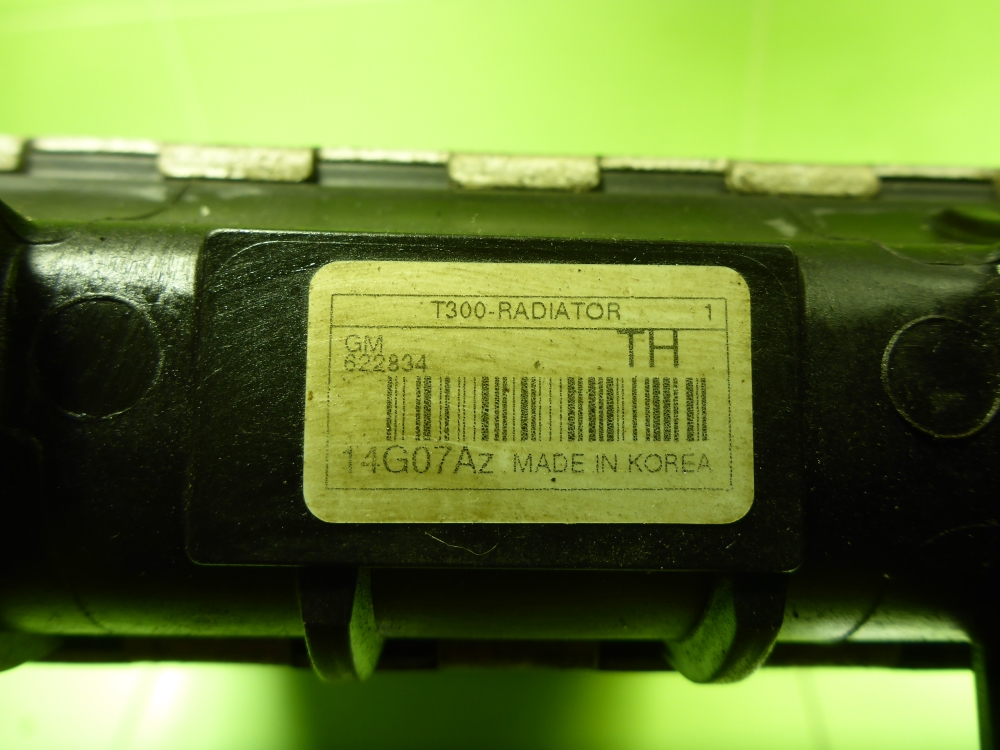 T300-RADIATOR 1
GM TH
622834
14G07Az MADE IN KOREA